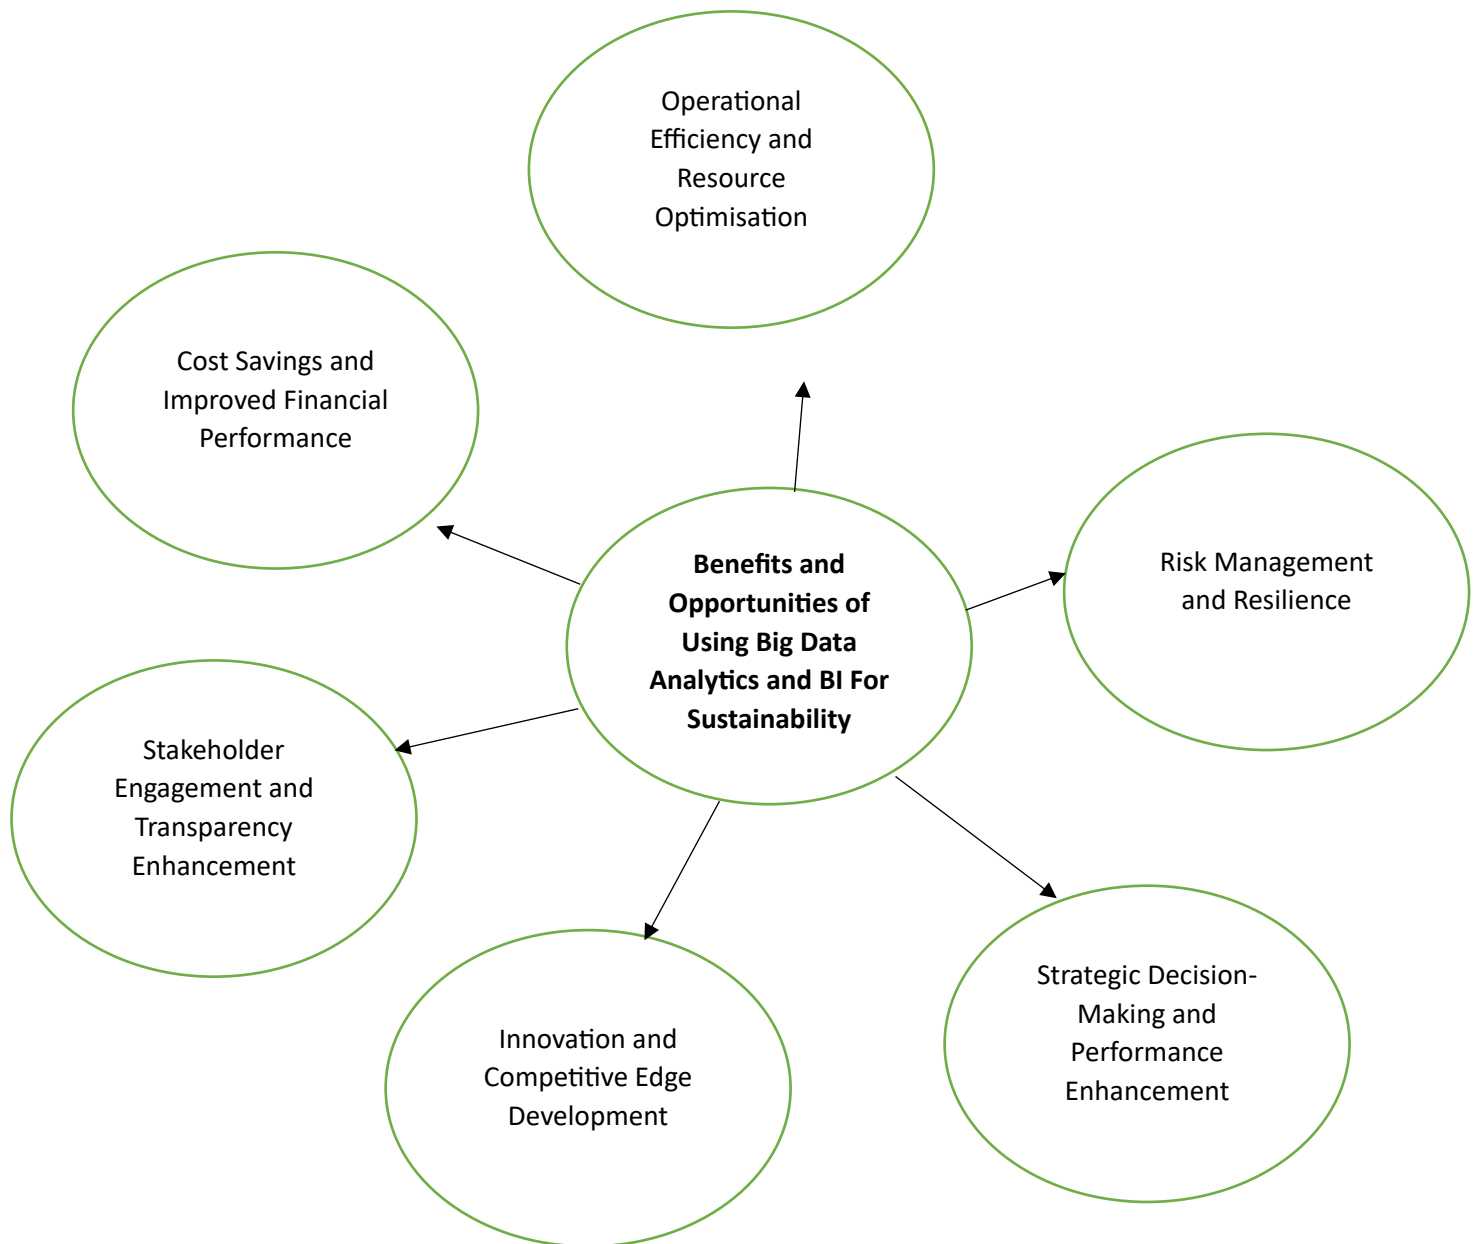 Operational
Efficiency and
Resource
Optimisation
Cost Savings and
Improved Financial
Performance
Risk Management
and Resilience
Benefits and
Opportunities of
Using Big Data
Analytics and BI For
Sustainability
Stakeholder
Engagement and
Transparency
Enhancement
Strategic Decision-
Making and
Performance
Enhancement
Innovation and
Competitive Edge
Development